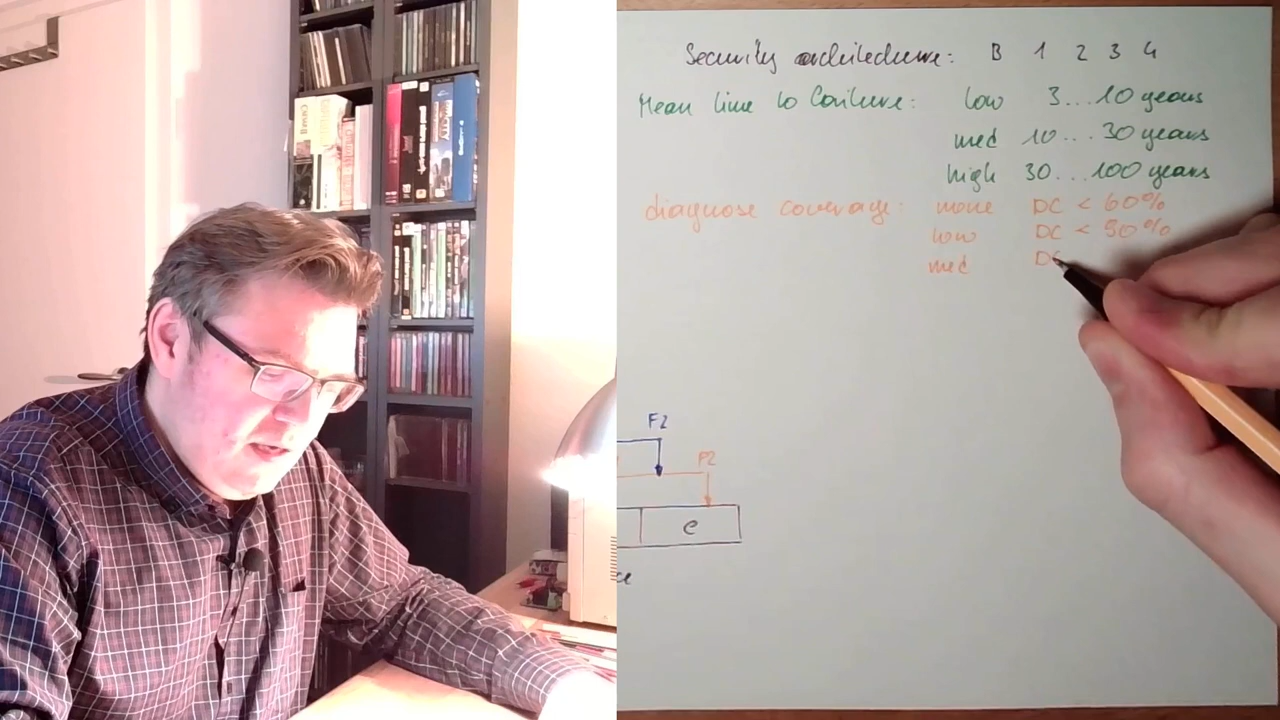 Security architecture: B 1 2 3 4
Mean time to failure: low 3...10 years
med 10...30 years
high 30...100 years
diagnose coverage: none DC < 60%
low DC < 90%
med DC
F2
P2
e